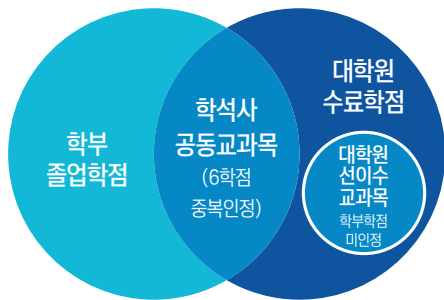 학부
졸업학점
학석사
공동교과목
(6학점
중복인정)
대학원
수료학점
대학원
선이수
교과목
학부학점
미인정